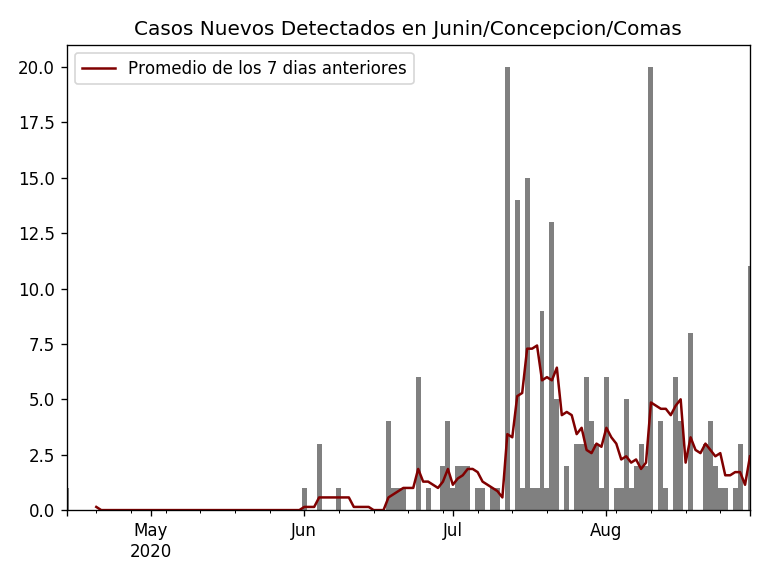 Casos Nuevos Detectados en Junin/Concepcion/Comas
Promedio de los 7 dias anteriores
20.0
17.5
15.0
12.5
10.0
7.5
5.0
2.5
0.0
May
2020
Jun
Jul
Aug